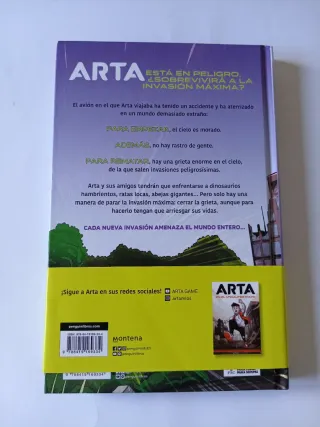 ARTA ESTÁ EN PELIGRO.
¿SOBREVIVIRÁ A LA
INVASIÓN MÁXIMA?
El avión en el que Arta viajaba ha tenido un accidente y ha aterrizado
en un mundo demasiado extraño:
PARA EMPEZAR, el cielo es morado.
ADEMÁS, no hay rastro de gente.
PARA REMATAR, hay una grieta enorme en el cielo,
de la que salen invasiones peligrosísimas.
Arta y sus amigos tendrán que enfrentarse a dinosaurios
hambrientos, ratas locas, abejas gigantes... Pero solo hay una
manera de parar la invasión máxima: cerrar la grieta, aunque para
hacerlo tengan que arriesgar sus vidas.
CADA NUEVA INVASIÓN AMENAZA EL MUNDO ENTERO...
¡Sigue a Arta en sus redes sociales!
ARTA GAME
ARTA
montena